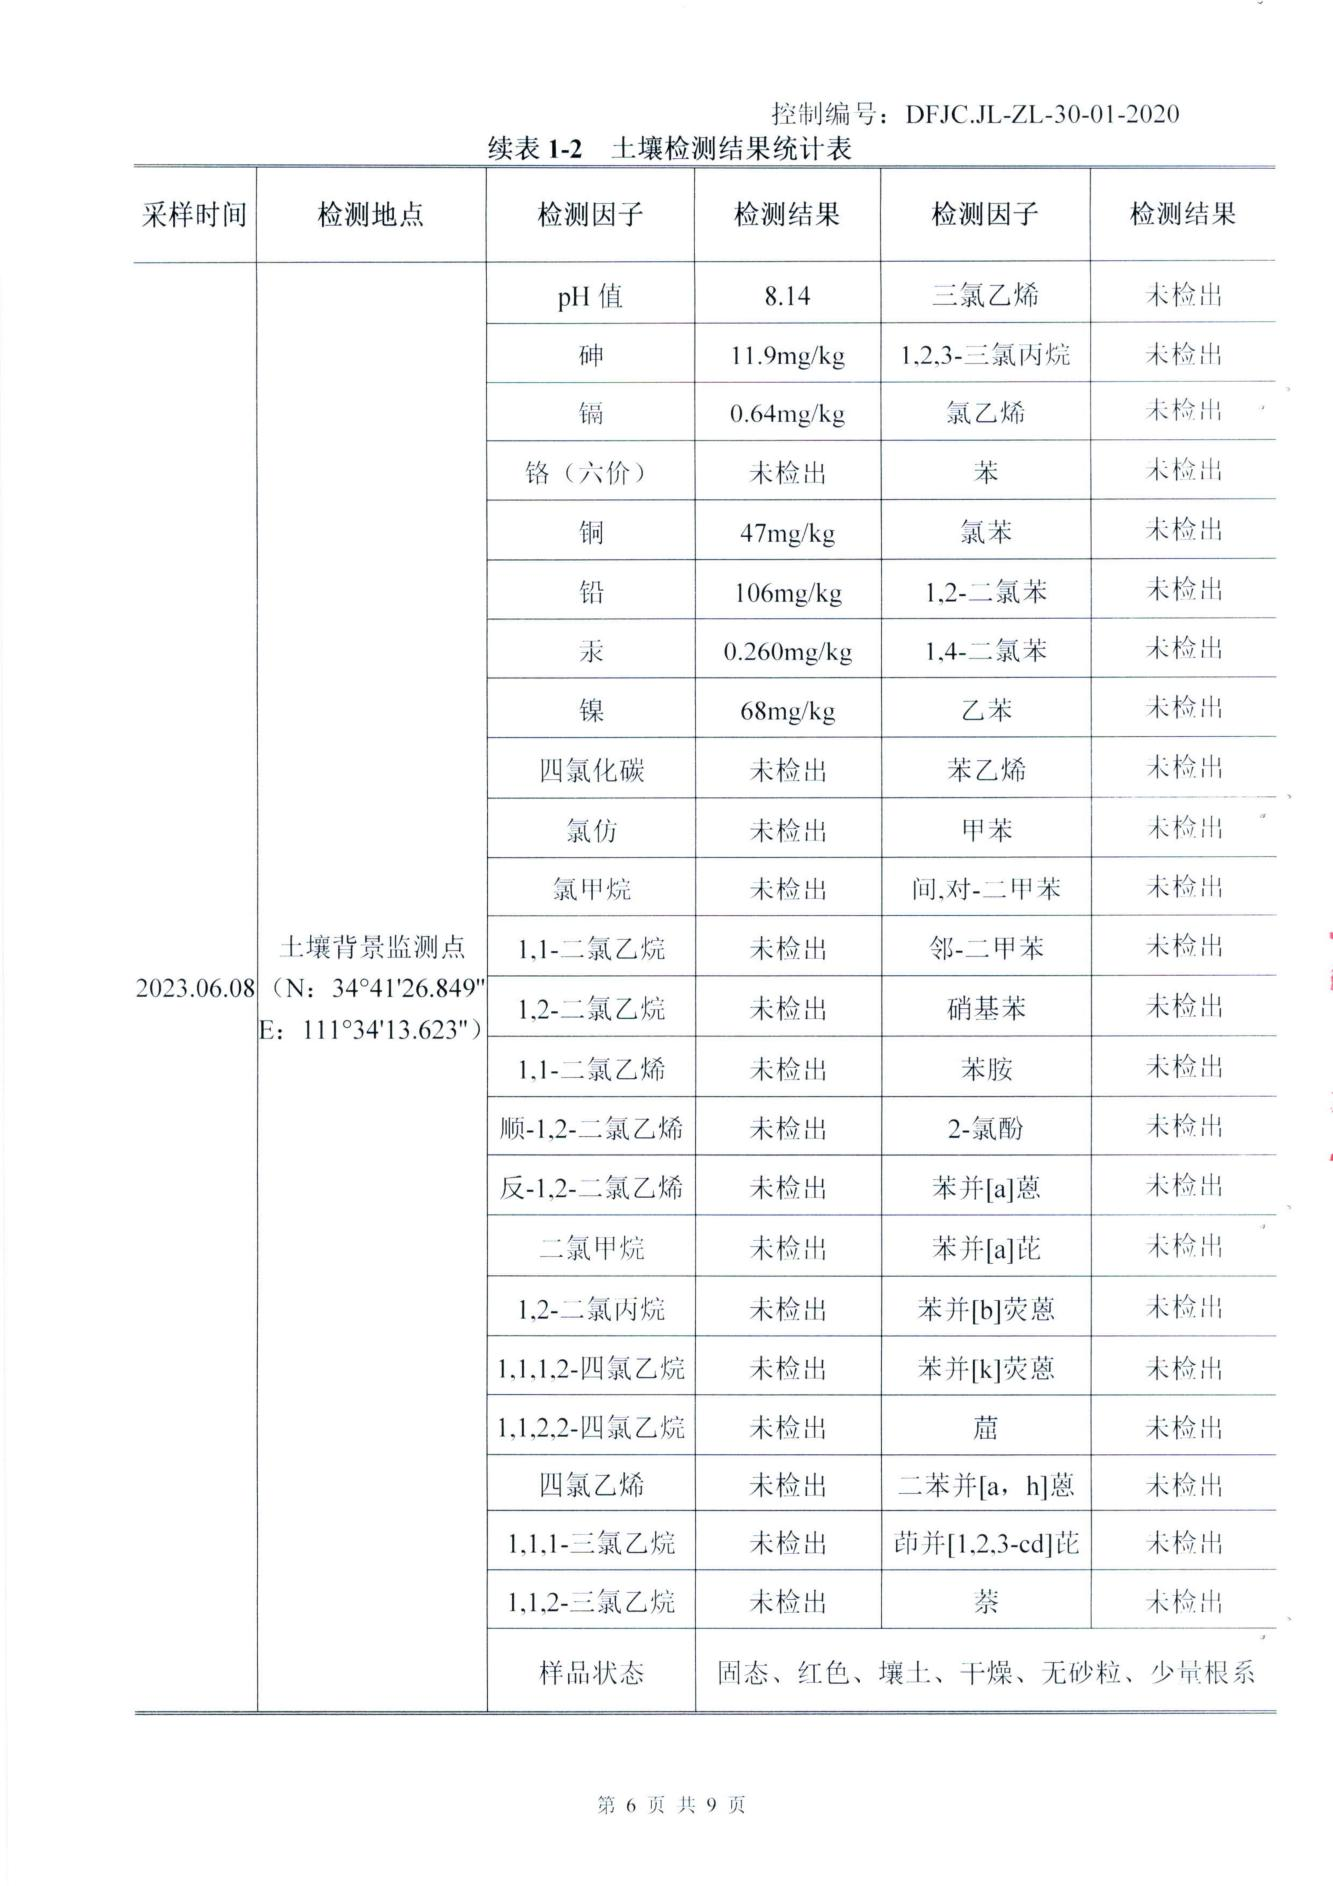 控制编号：DFJC.JL-ZL-30-01-2020
续表 1-2 土壤检测结果统计表
采样时间 检测地点 检测因子 检测结果 检测因子 检测结果
pH 值 8.14 三氯乙烯 未检出
砷 11.9mg/kg 1,2,3-三氯丙烷 未检出
镉 0.64mg/kg 氯乙烯 未检出
铬（六价） 未检出 苯 未检出
铜 47mg/kg 氯苯 未检出
铅 106mg/kg 1,2-二氯苯 未检出
汞 0.260mg/kg 1,4-二氯苯 未检出
镍 68mg/kg 乙苯 未检出
四氯化碳 未检出 苯乙烯 未检出
氯仿 未检出 甲苯 未检出
氯甲烷 未检出 间,对-二甲苯 未检出
土壤背景监测点 1,1-二氯乙烷 未检出 邻-二甲苯 未检出
2023.06.08 （N：34°41'26.849" 1,2-二氯乙烷 未检出 硝基苯 未检出
E：111°34'13.623"） 1,1-二氯乙烯 未检出 苯胺 未检出
顺-1,2-二氯乙烯 未检出 2-氯酚 未检出
反-1,2-二氯乙烯 未检出 苯并[a]蒽 未检出
二氯甲烷 未检出 苯并[a]芘 未检出
1,2-二氯丙烷 未检出 苯并[b]荧蒽 未检出
1,1,1,2-四氯乙烷 未检出 苯并[k]荧蒽 未检出
1,1,2,2-四氯乙烷 未检出 䓛 未检出
四氯乙烯 未检出 二苯并[a，h]蒽 未检出
1,1,1-三氯乙烷 未检出 茚并[1,2,3-cd]芘 未检出
1,1,2-三氯乙烷 未检出 萘 未检出
样品状态 固态、红色、壤土、干燥、无砂粒、少量根系
第 6 页 共 9 页